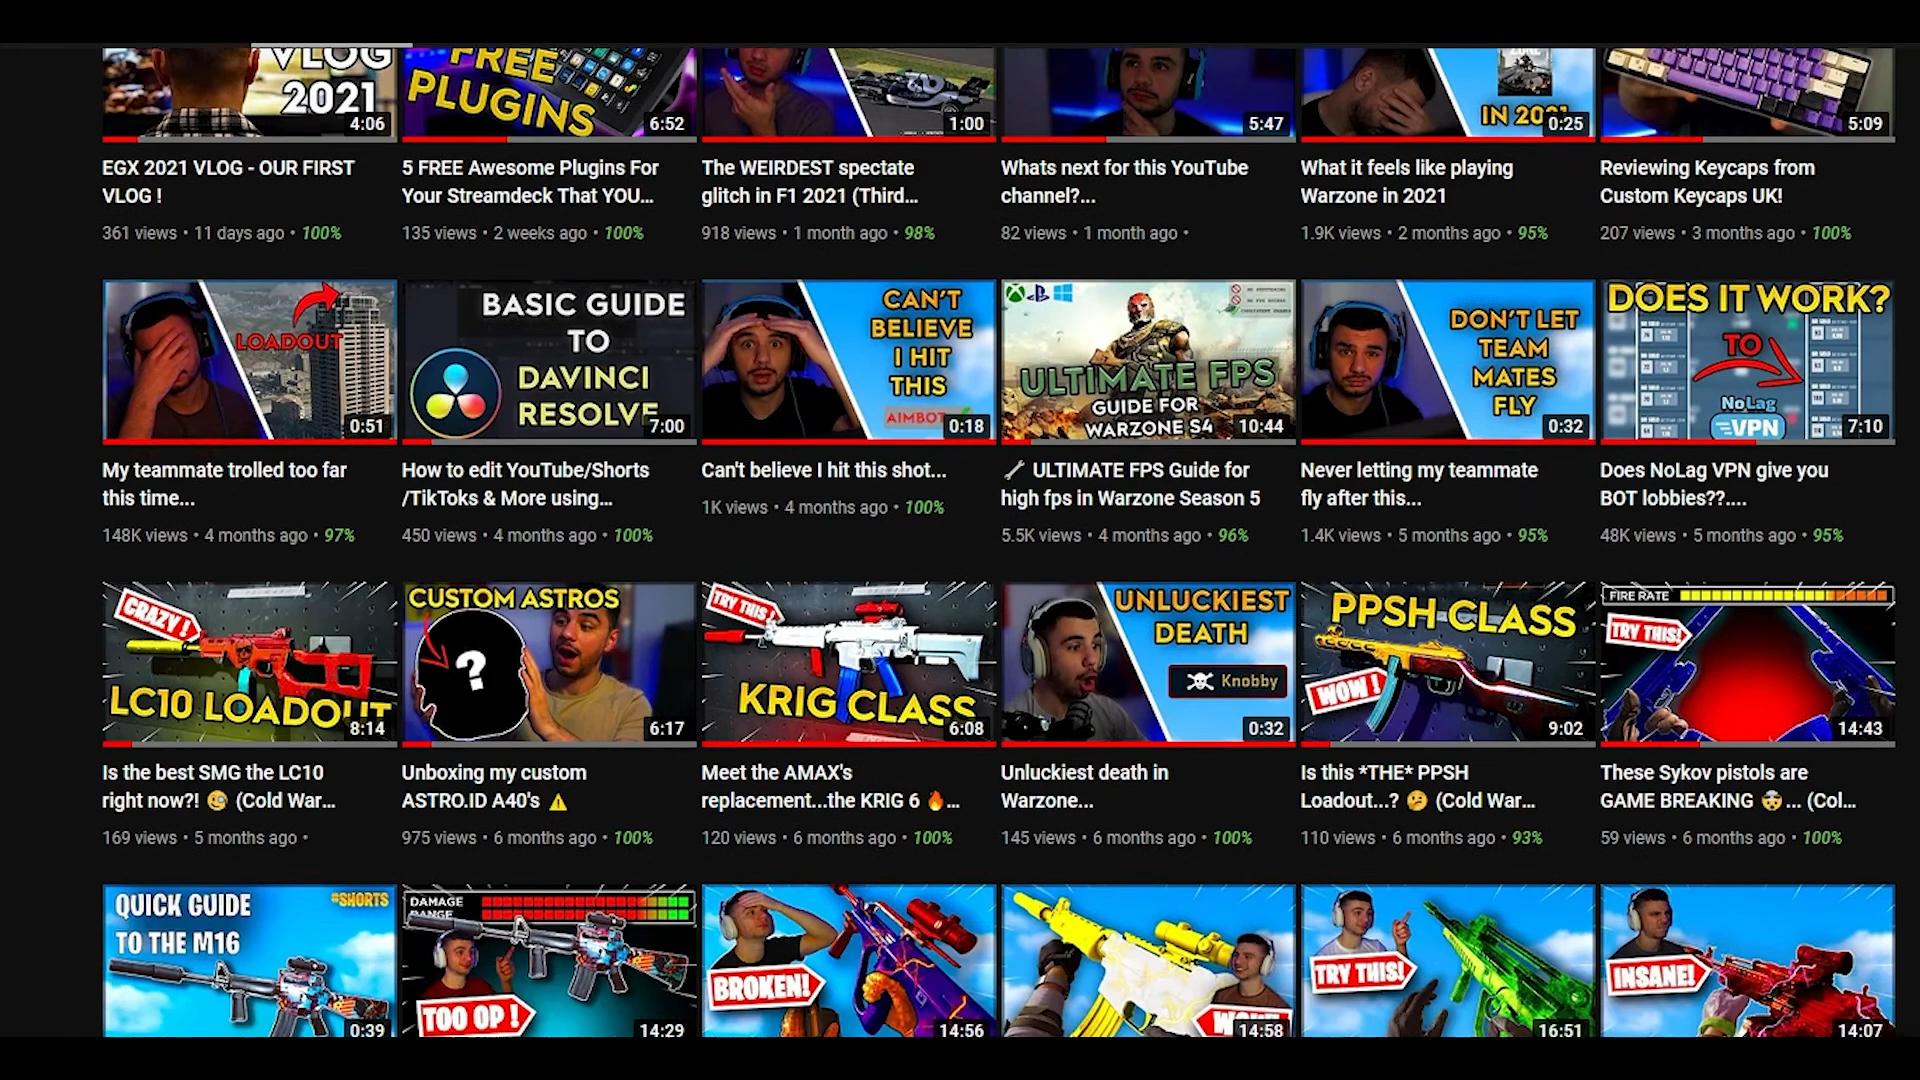 VLOG
2021
4:06
FREE
PLUGINS
6:52
1:00
5:47
IN 2021
0:25
5:09
EGX 2021 VLOG - OUR FIRST
VLOG !
361 views • 11 days ago • 100%
5 FREE Awesome Plugins For
Your Streamdeck That YOU...
135 views • 2 weeks ago • 100%
The WEIRDEST spectate
glitch in F1 2021 (Third...
918 views • 1 month ago • 98%
Whats next for this YouTube
channel?...
82 views • 1 month ago •
What it feels like playing
Warzone in 2021
1.9K views • 2 months ago • 95%
Reviewing Keycaps from
Custom Keycaps UK!
207 views • 3 months ago • 100%
LOADOUT
0:51
BASIC GUIDE
TO
DAVINCI
RESOLVE
7:00
CAN'T
BELIEVE
I HIT
THIS
AIMBOT
0:18
ULTIMATE FPS
GUIDE FOR
WARZONE S4
10:44
DON'T LET
TEAM
MATES
FLY
0:32
DOES IT WORK?
TO
NoLag
VPN
7:10
My teammate trolled too far
this time...
148K views • 4 months ago • 97%
How to edit YouTube/Shorts
/TikToks & More using...
450 views • 4 months ago • 100%
Can't believe I hit this shot...
1K views • 4 months ago • 100%
🔧 ULTIMATE FPS Guide for
high fps in Warzone Season 5
5.5K views • 4 months ago • 96%
Never letting my teammate
fly after this...
1.4K views • 5 months ago • 95%
Does NoLag VPN give you
BOT lobbies??....
48K views • 5 months ago • 95%
CRAZY !
LC10 LOADOUT
8:14
CUSTOM ASTROS
?
6:17
TRY THIS !
KRIG CLASS
6:08
UNLUCKIEST
DEATH
Knobby
0:32
PPSH CLASS
WOW !
9:02
FIRE RATE
TRY THIS!
14:43
Is the best SMG the LC10
right now?! 🧐 (Cold War...
169 views • 5 months ago •
Unboxing my custom
ASTRO.ID A40's ⚠️
975 views • 6 months ago • 100%
Meet the AMAX's
replacement...the KRIG 6 🔥...
120 views • 6 months ago • 100%
Unluckiest death in
Warzone...
145 views • 6 months ago • 100%
Is this *THE* PPSH
Loadout...? 🤔 (Cold War...
110 views • 6 months ago • 93%
These Sykov pistols are
GAME BREAKING 🤯... (Col...
59 views • 6 months ago • 100%
QUICK GUIDE
TO THE M16
#SHORTS
0:39
DAMAGE
RANGE
TOO OP !
14:29
BROKEN!
14:56
14:58
TRY THIS!
16:51
INSANE!
14:07